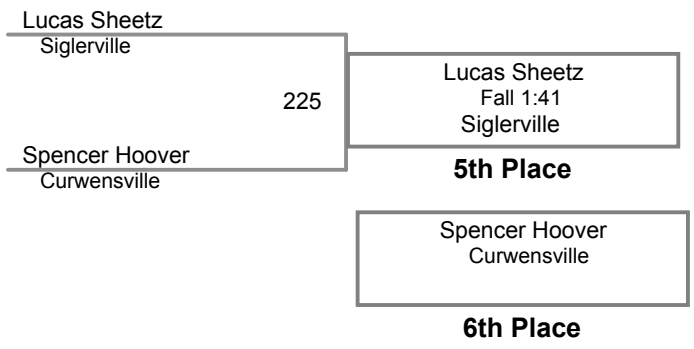 Lucas Sheetz
Siglerville
225
Spencer Hoover
Curwensville
Lucas Sheetz
Fall 1:41
Siglerville
5th Place
Spencer Hoover
Curwensville
6th Place